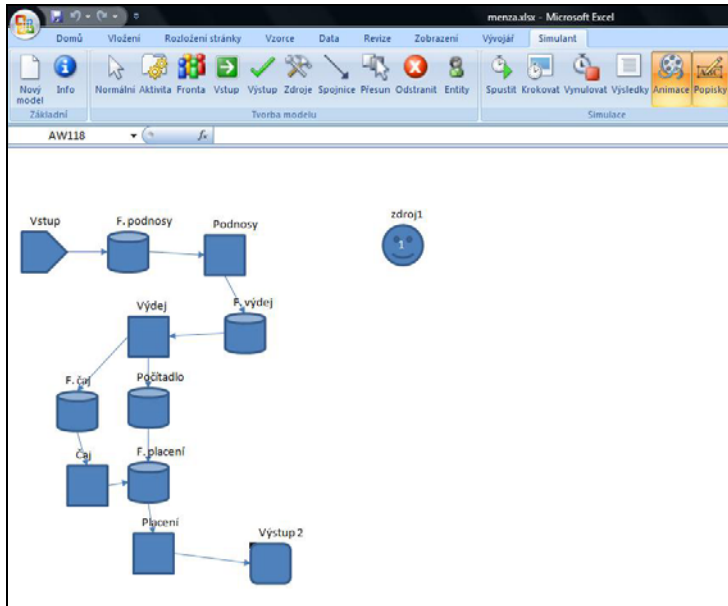 menza.xlsx - Microsoft Excel
Domů Vložení Rozložení stránky Vzorce Data Revize Zobrazení Vývojář Simulant
Nový model Info Normální Aktivita Fronta Vstup Výstup Zdroje Spojnice Přesun Odstranit Entity Spustit Krokovat Vynulovat Výsledky Animace Popisky
Základní Tvorba modelu Simulace
AW118 fx
zdroj1
1
Vstup F. podnosy Podnosy
Výdej F. výdej
F. čaj Počítadlo
Čaj F. placení
Placení
Výstup 2